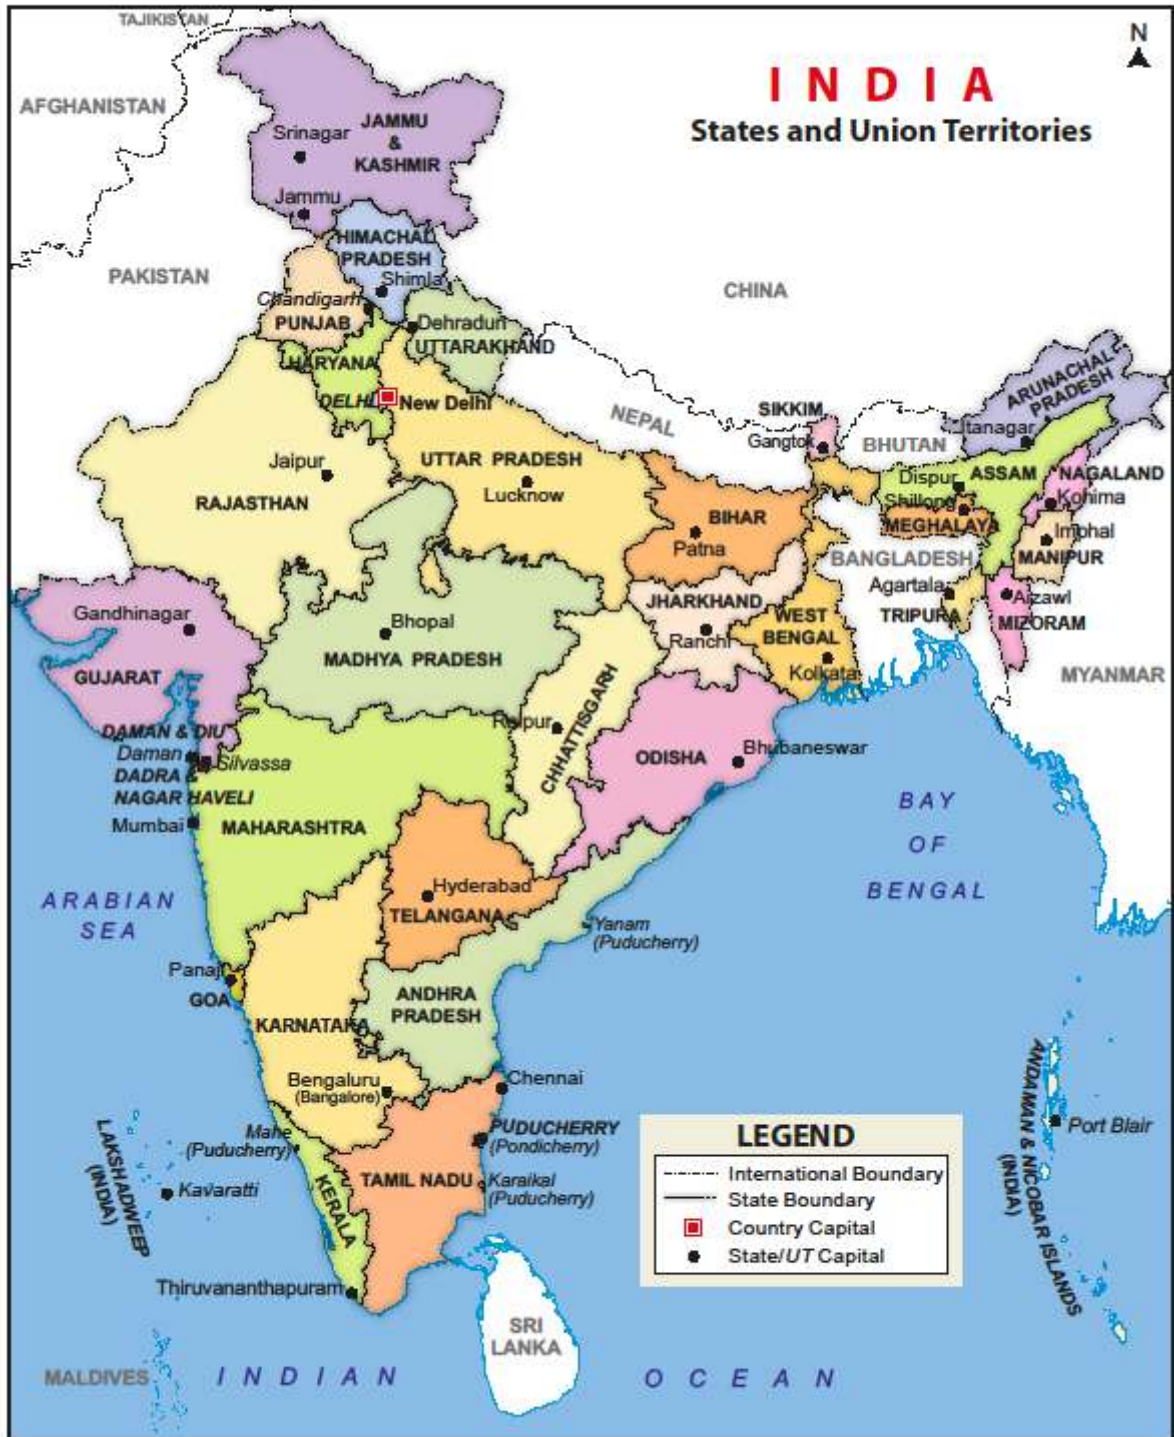 TAJIKISTAN
N
INDIA
States and Union Territories
AFGHANISTAN
JAMMU
&
KASHMIR
Srinagar
Jammu
HIMACHAL
PRADESH
Shimla
PAKISTAN
CHINA
Chandigarh
PUNJAB
Dehradun
UTTARAKHAND
HARYANA
DELHI
New Delhi
NEPAL
SIKKIM
Gangtok
BHUTAN
ARUNACHAL
PRADESH
Itanagar
Jaipur
RAJASTHAN
UTTAR PRADESH
Lucknow
BIHAR
Patna
Dispur
ASSAM
NAGALAND
Shillong
Kohima
MEGHALAYA
Imphal
MANIPUR
BANGLADESH
Agartala
TRIPURA
Aizawl
MIZORAM
MYANMAR
Gandhinagar
GUJARAT
Bhopal
MADHYA PRADESH
JHARKHAND
Ranchi
WEST
BENGAL
Kolkata
CHHATTISGARH
Raipur
ODISHA
Bhubaneswar
DAMAN & DIU
Daman
Silvassa
DADRA &
NAGAR HAVELI
Mumbai
MAHARASHTRA
BAY
OF
BENGAL
ARABIAN
SEA
Hyderabad
TELANGANA
Yanam
(Puducherry)
Panaji
GOA
KARNATAKA
ANDHRA
PRADESH
Bengaluru
(Bangalore)
Chennai
Mahe
(Puducherry)
PUDUCHERRY
(Pondicherry)
LAKSHADWEEP
(INDIA)
Kavaratti
KERALA
TAMIL NADU
Karaikal
(Puducherry)
Thiruvananthapuram
ANDAMAN & NICOBAR ISLANDS
(INDIA)
Port Blair
LEGEND
International Boundary
State Boundary
Country Capital
State/UT Capital
SRI
LANKA
MALDIVES
INDIAN OCEAN